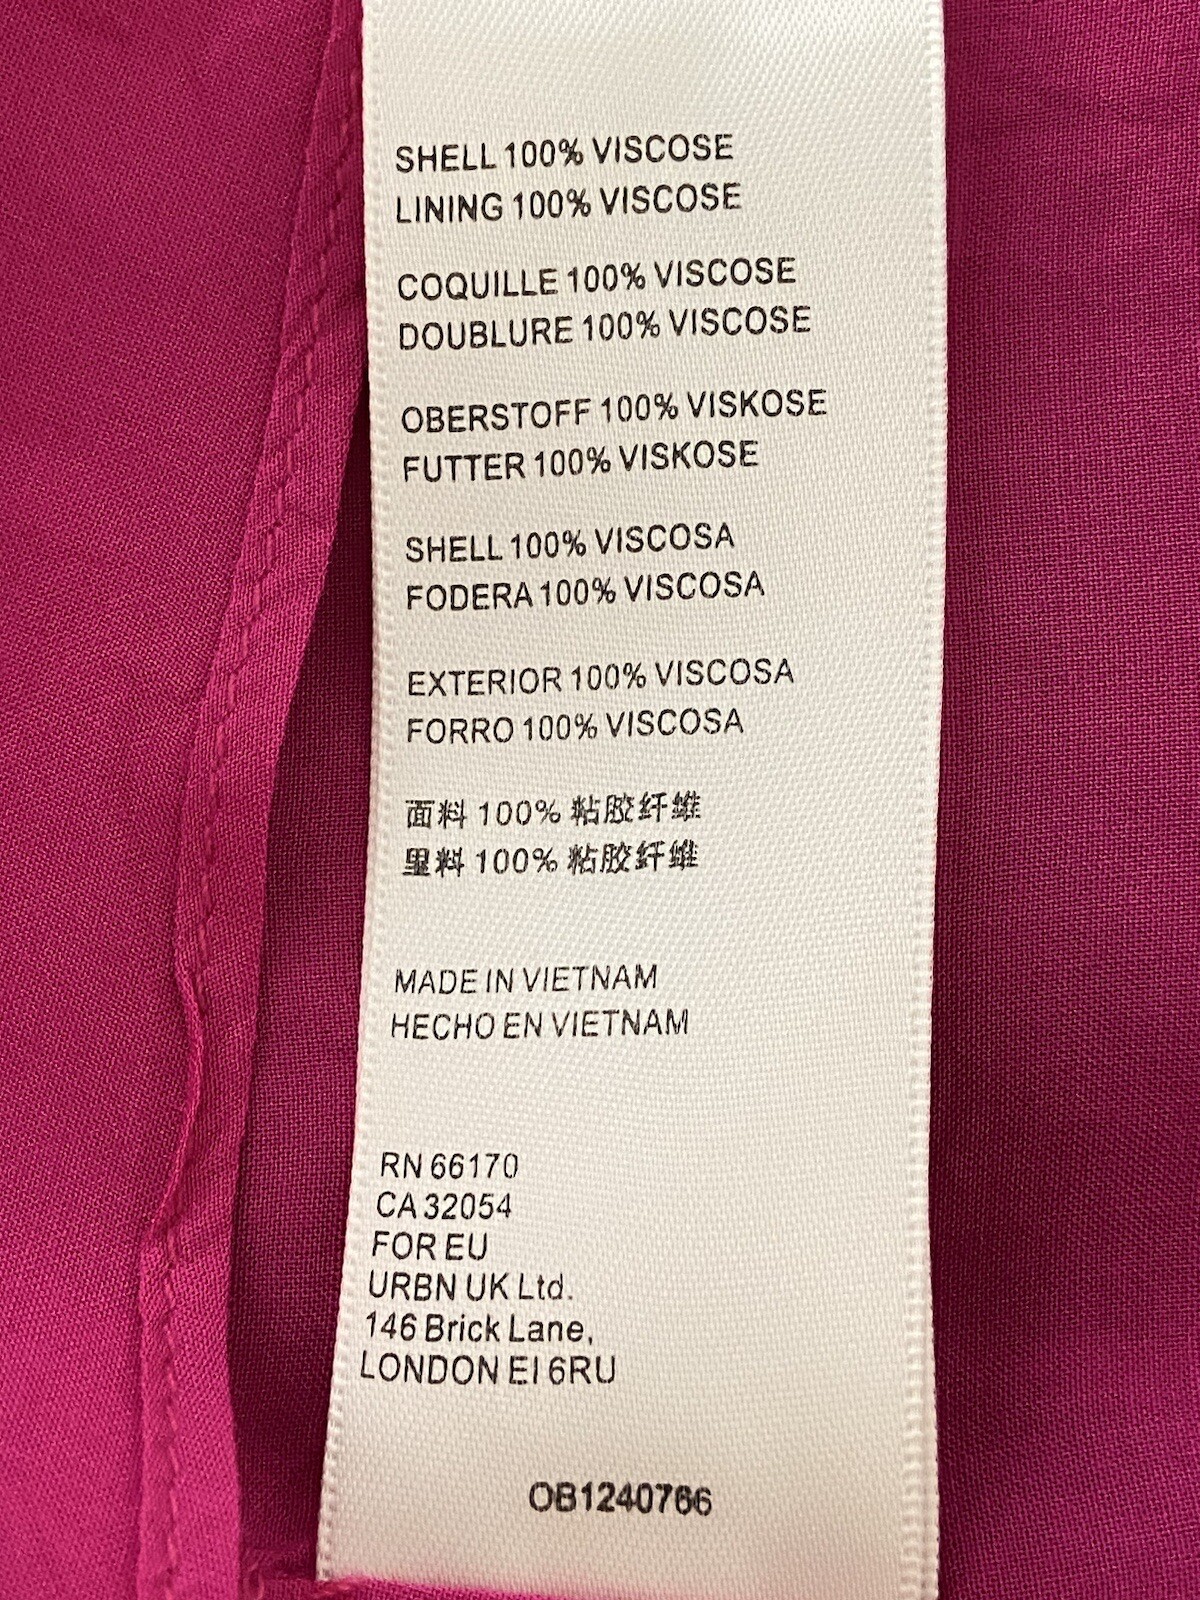 SHELL 100% VISCOSE
LINING 100% VISCOSE
COQUILLE 100% VISCOSE
DOUBLURE 100% VISCOSE
OBERSTOFF 100% VISKOSE
FUTTER 100% VISKOSE
SHELL 100% VISCOSA
FODERA 100% VISCOSA
EXTERIOR 100% VISCOSA
FORRO 100% VISCOSA
面料 100% 粘胶纤维
里料 100% 粘胶纤维
MADE IN VIETNAM
HECHO EN VIETNAM
RN 66170
CA 32054
FOR EU
URBN UK Ltd.
146 Brick Lane,
LONDON EI 6RU
OB1240766